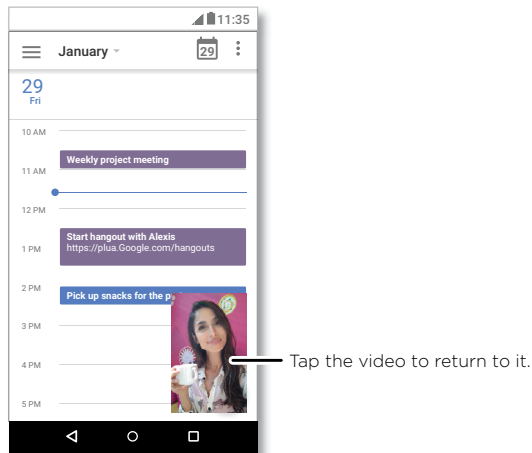 11:35
January
29
29
Fri
10 AM
Weekly project meeting
11 AM
12 PM
Start hangout with Alexis
https://plua.Google.com/hangouts
1 PM
2 PM
Pick up snacks for the p
3 PM
Tap the video to return to it.
4 PM
5 PM